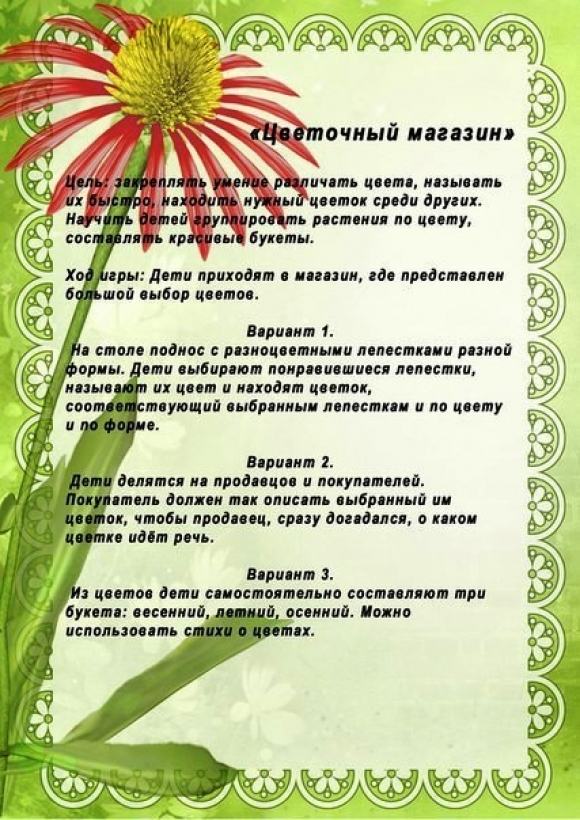 «Цветочный магазин»
Цель: закреплять умение различать цвета, называть
их быстро, находить нужный цветок среди других.
Научить детей группировать растения по цвету,
составлять красивые букеты.
Ход игры: Дети приходят в магазин, где представлен
большой выбор цветов.
Вариант 1.
На столе поднос с разноцветными лепестками разной
формы. Дети выбирают понравившиеся лепестки,
называют их цвет и находят цветок,
соответствующий выбранным лепесткам и по цвету
и по форме.
Вариант 2.
Дети делятся на продавцов и покупателей.
Покупатель должен так описать выбранный им
цветок, чтобы продавец, сразу догадался, о каком
цветке идёт речь.
Вариант 3.
Из цветов дети самостоятельно составляют три
букета: весенний, летний, осенний. Можно
использовать стихи о цветах.